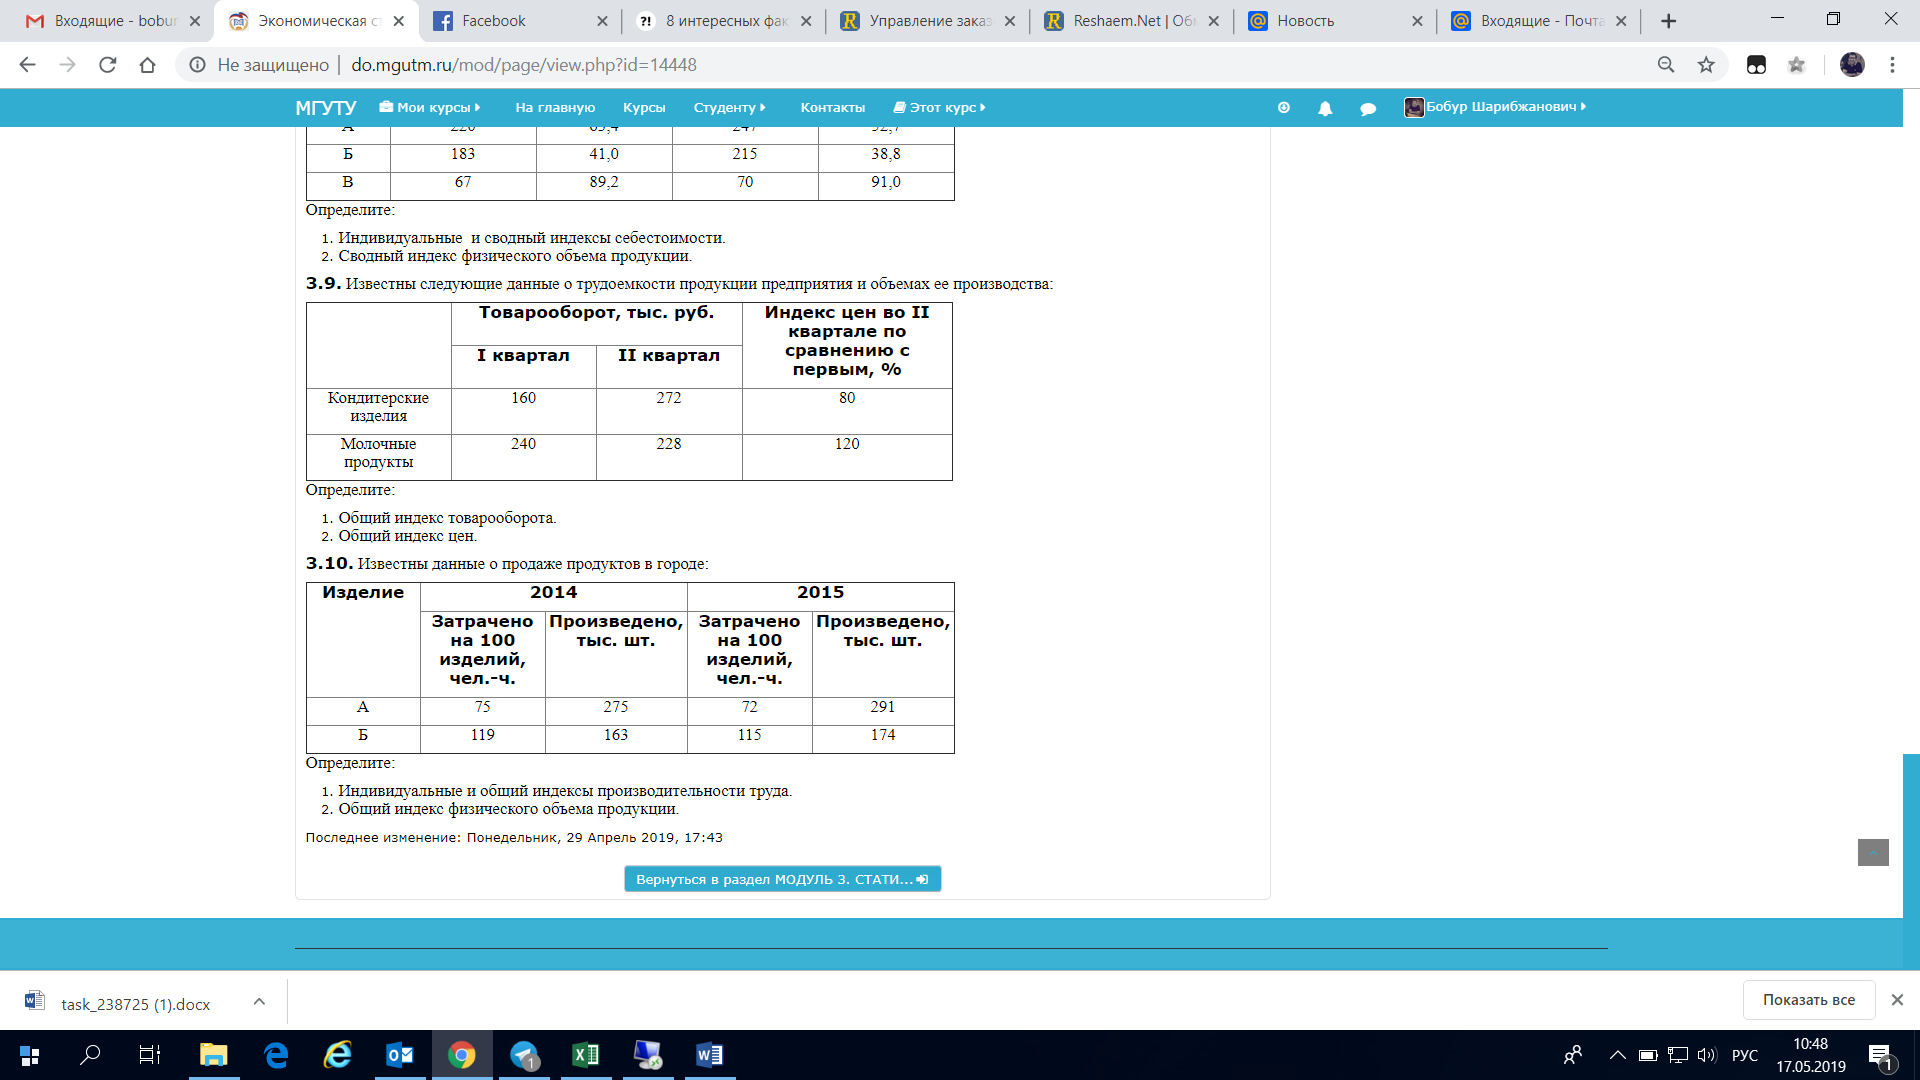 Входящие - bobur
Экономическая ст
Facebook
8 интересных фак
Управление заказ
Reshaem.Net | Об
Новость
Входящие - Почта
Не защищено | do.mgutm.ru/mod/page/view.php?id=14448
МГУТУ Мои курсы На главную Курсы Студенту Контакты Этот курс Бобур Шарибжанович
А 226 63,4 247 52,7
Б 183 41,0 215 38,8
В 67 89,2 70 91,0
Определите:
1. Индивидуальные и сводный индексы себестоимости.
2. Сводный индекс физического объема продукции.
3.9. Известны следующие данные о трудоемкости продукции предприятия и объемах ее производства:
Товарооборот, тыс. руб.
Индекс цен во II
квартале по
сравнению с
первым, %
I квартал II квартал
Кондитерские
изделия
160 272 80
Молочные
продукты
240 228 120
Определите:
1. Общий индекс товарооборота.
2. Общий индекс цен.
3.10. Известны данные о продаже продуктов в городе:
Изделие 2014 2015
Затрачено
на 100
изделий,
чел.-ч.
Произведено,
тыс. шт.
Затрачено
на 100
изделий,
чел.-ч.
Произведено,
тыс. шт.
А 75 275 72 291
Б 119 163 115 174
Определите:
1. Индивидуальные и общий индексы производительности труда.
2. Общий индекс физического объема продукции.
Последнее изменение: Понедельник, 29 Апрель 2019, 17:43
Вернуться в раздел МОДУЛЬ 3. СТАТИ...
task_238725 (1).docx
Показать все
РУС
10:48
17.05.2019